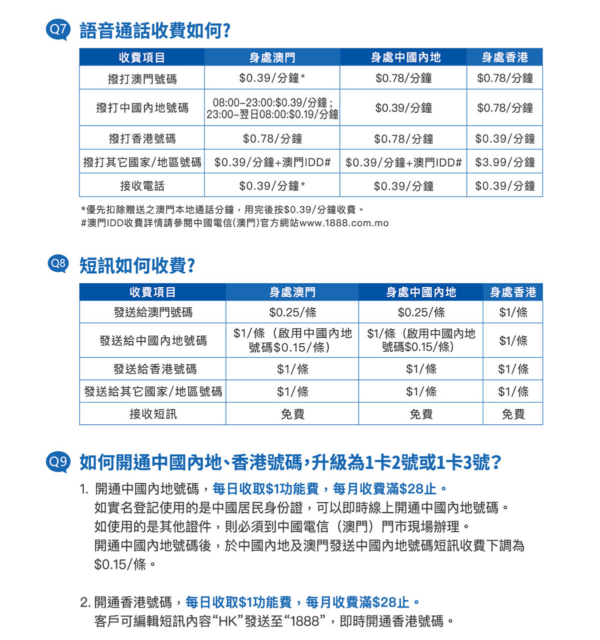 Q7 語音通話收費如何?
收費項目 身處澳門 身處中國內地 身處香港
撥打澳門號碼 $0.39/分鐘* $0.78/分鐘 $0.78/分鐘
撥打中國內地號碼 08:00–23:00:$0.39/分鐘; $0.39/分鐘 $0.78/分鐘
23:00–翌日08:00:$0.19/分鐘
撥打香港號碼 $0.78/分鐘 $0.78/分鐘 $0.39/分鐘
撥打其它國家/地區號碼 $0.39/分鐘+澳門IDD# $0.39/分鐘+澳門IDD# $3.99/分鐘
接收電話 $0.39/分鐘* $0.39/分鐘 $0.39/分鐘
*優先扣除贈送之澳門本地通話分鐘,用完後按$0.39/分鐘收費。
#澳門IDD收費詳情請參閱中國電信(澳門)官方網站www.1888.com.mo
Q8 短訊如何收費?
收費項目 身處澳門 身處中國內地 身處香港
發送給澳門號碼 $0.25/條 $0.25/條 $1/條
發送給中國內地號碼 $1/條(啟用中國內地 $1/條(啟用中國內地 $1/條
號碼$0.15/條) 號碼$0.15/條)
發送給香港號碼 $1/條 $1/條 $1/條
發送給其它國家/地區號碼 $1/條 $1/條 $1/條
接收短訊 免費 免費 免費
Q9 如何開通中國內地、香港號碼,升級為1卡2號或1卡3號?
1. 開通中國內地號碼,每日收取$1功能費,每月收費滿$28止。
如實名登記使用的是中國居民身份證,可以即時線上開通中國內地號碼。
如使用的是其他證件,則必須到中國電信(澳門)門市現場辦理。
開通中國內地號碼後,於中國內地及澳門發送中國內地號碼短訊收費下調為
$0.15/條。
2. 開通香港號碼,每日收取$1功能費,每月收費滿$28止。
客戶可編輯短訊內容“HK”發送至“1888”,即時開通香港號碼。